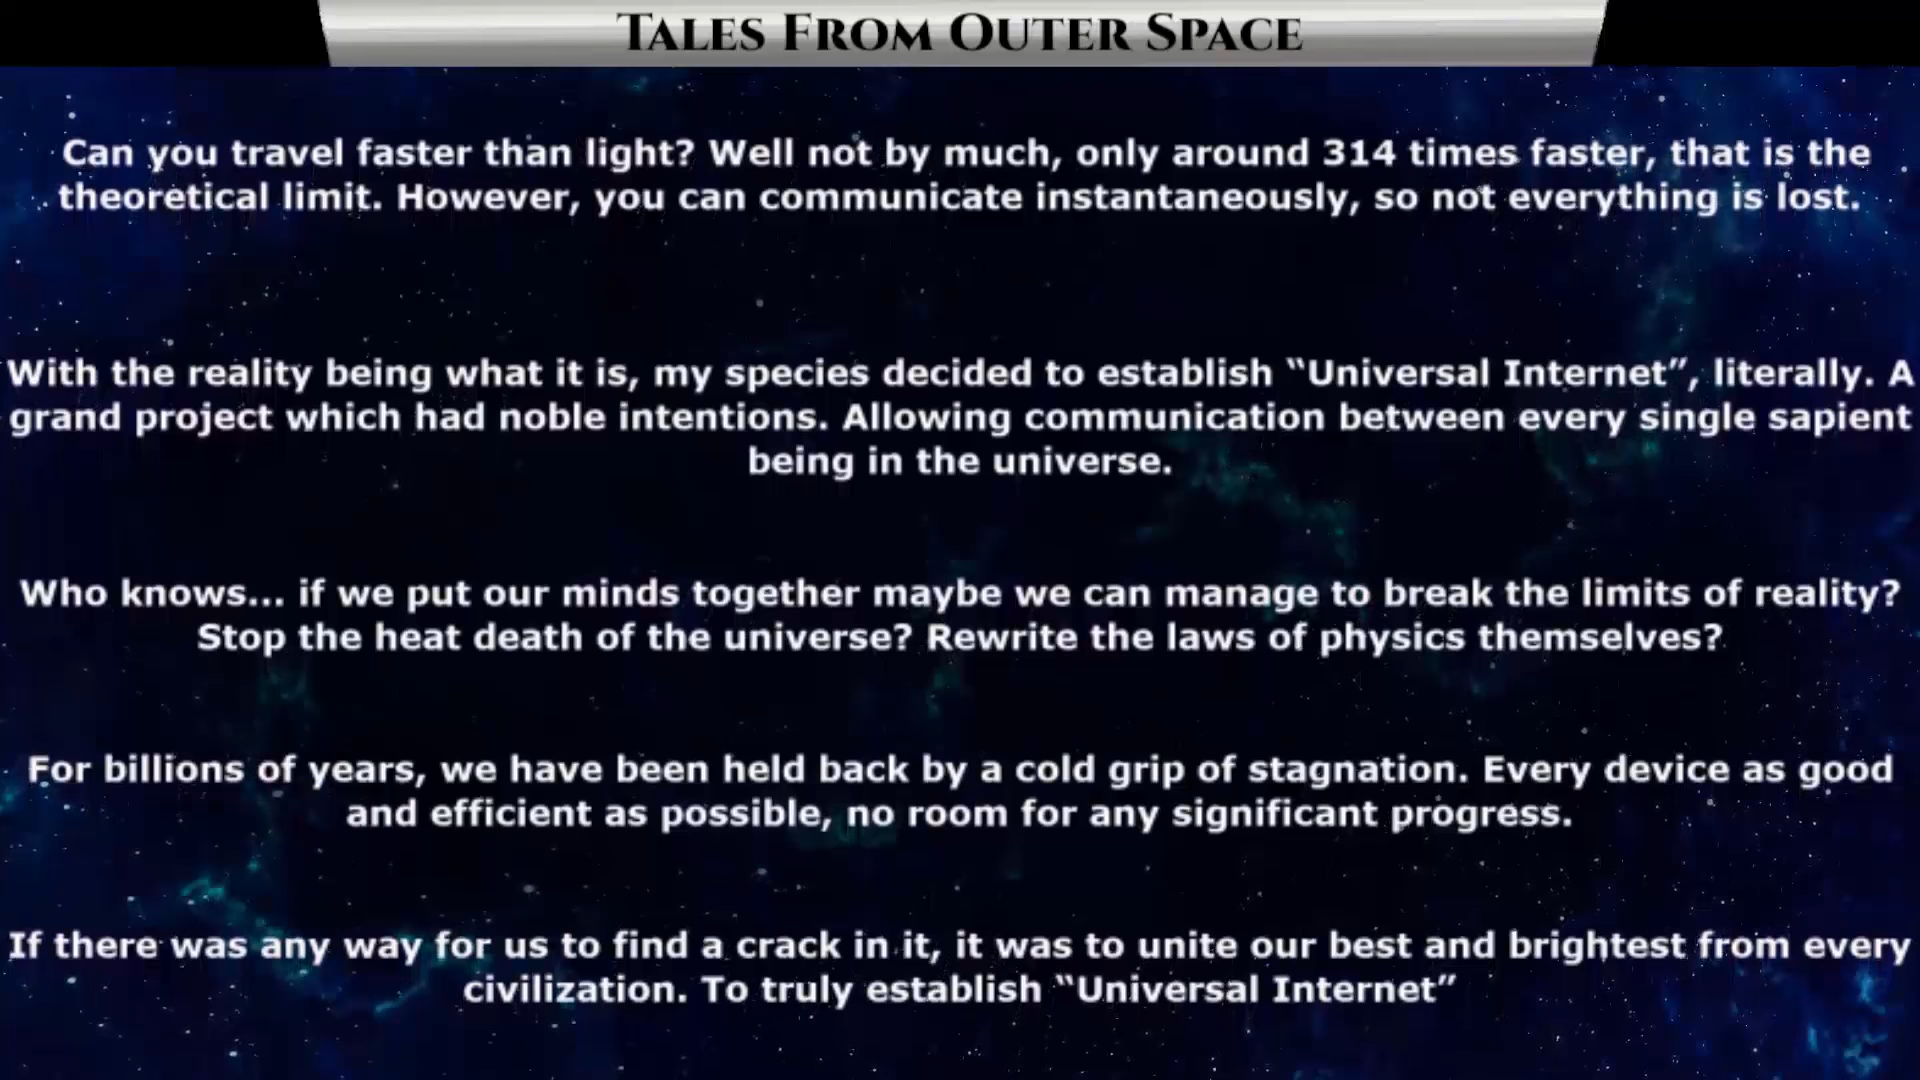 Tales From Outer Space
Can you travel faster than light? Well not by much, only around 314 times faster, that is the
theoretical limit. However, you can communicate instantaneously, so not everything is lost.
With the reality being what it is, my species decided to establish “Universal Internet”, literally. A
grand project which had noble intentions. Allowing communication between every single sapient
being in the universe.
Who knows... if we put our minds together maybe we can manage to break the limits of reality?
Stop the heat death of the universe? Rewrite the laws of physics themselves?
For billions of years, we have been held back by a cold grip of stagnation. Every device as good
and efficient as possible, no room for any significant progress.
If there was any way for us to find a crack in it, it was to unite our best and brightest from every
civilization. To truly establish “Universal Internet”